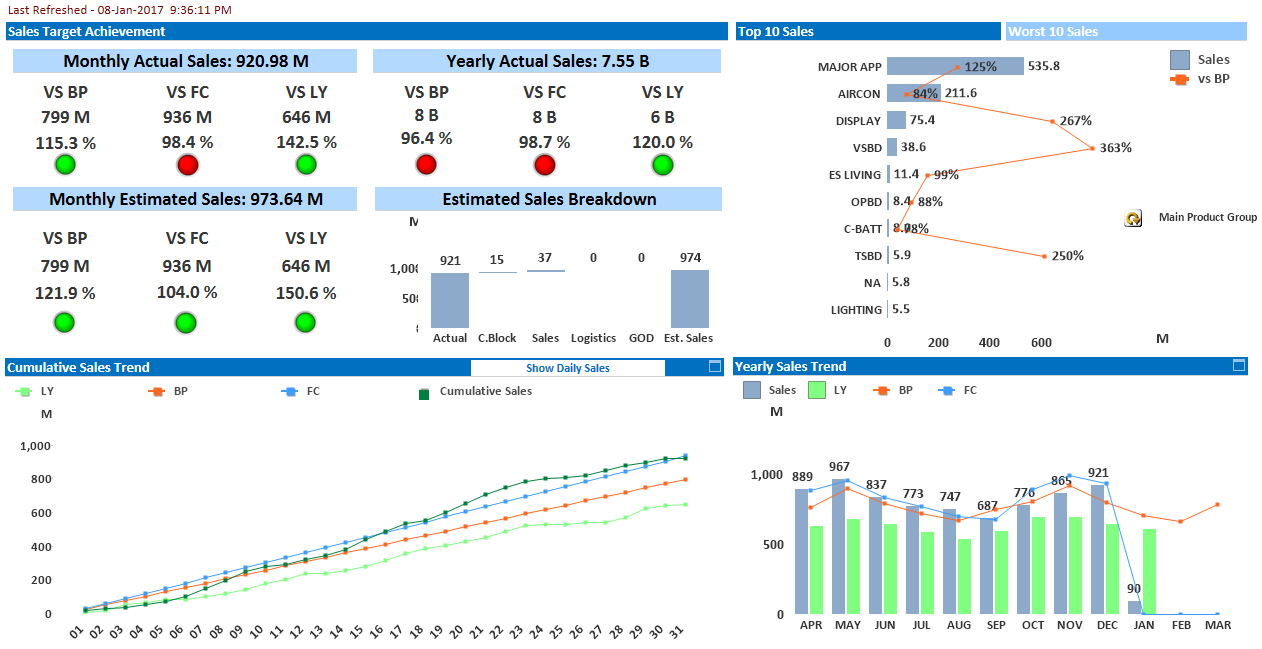 Last Refreshed - 08-Jan-2017 9:36:11 PM
Sales Target Achievement
Monthly Actual Sales: 920.98 M
VS BP VS FC VS LY
799 M 936 M 646 M
115.3 % 98.4 % 142.5 %
Yearly Actual Sales: 7.55 B
VS BP VS FC VS LY
8 B 8 B 6 B
96.4 % 98.7 % 120.0 %
Monthly Estimated Sales: 973.64 M
VS BP VS FC VS LY
799 M 936 M 646 M
121.9 % 104.0 % 150.6 %
Estimated Sales Breakdown
921 15 37 0 0 974
Actual C.Block Sales Logistics GOD Est. Sales
Top 10 Sales Worst 10 Sales
Sales
vs BP
MAJOR APP 125% 535.8
AIRCON 84% 211.6
DISPLAY 75.4 267%
VSBD 38.6 363%
ES LIVING 11.4 99%
OPBD 8.4 88%
C-BATT
TSBD 5.9 250%
NA 5.8
LIGHTING 5.5
0 200 400 600 M
Main Product Group
Cumulative Sales Trend Show Daily Sales
LY BP FC Cumulative Sales
M
1,000
800
600
400
200
0
01 02 03 04 05 06 07 08 09 10 11 12 13 14 15 16 17 18 19 20 21 22 23 24 25 26 27 28 29 30 31
Yearly Sales Trend
Sales LY BP FC
M
1,000
500
0
889 967 837 773 747 687 776 865 921 90
APR MAY JUN JUL AUG SEP OCT NOV DEC JAN FEB MAR